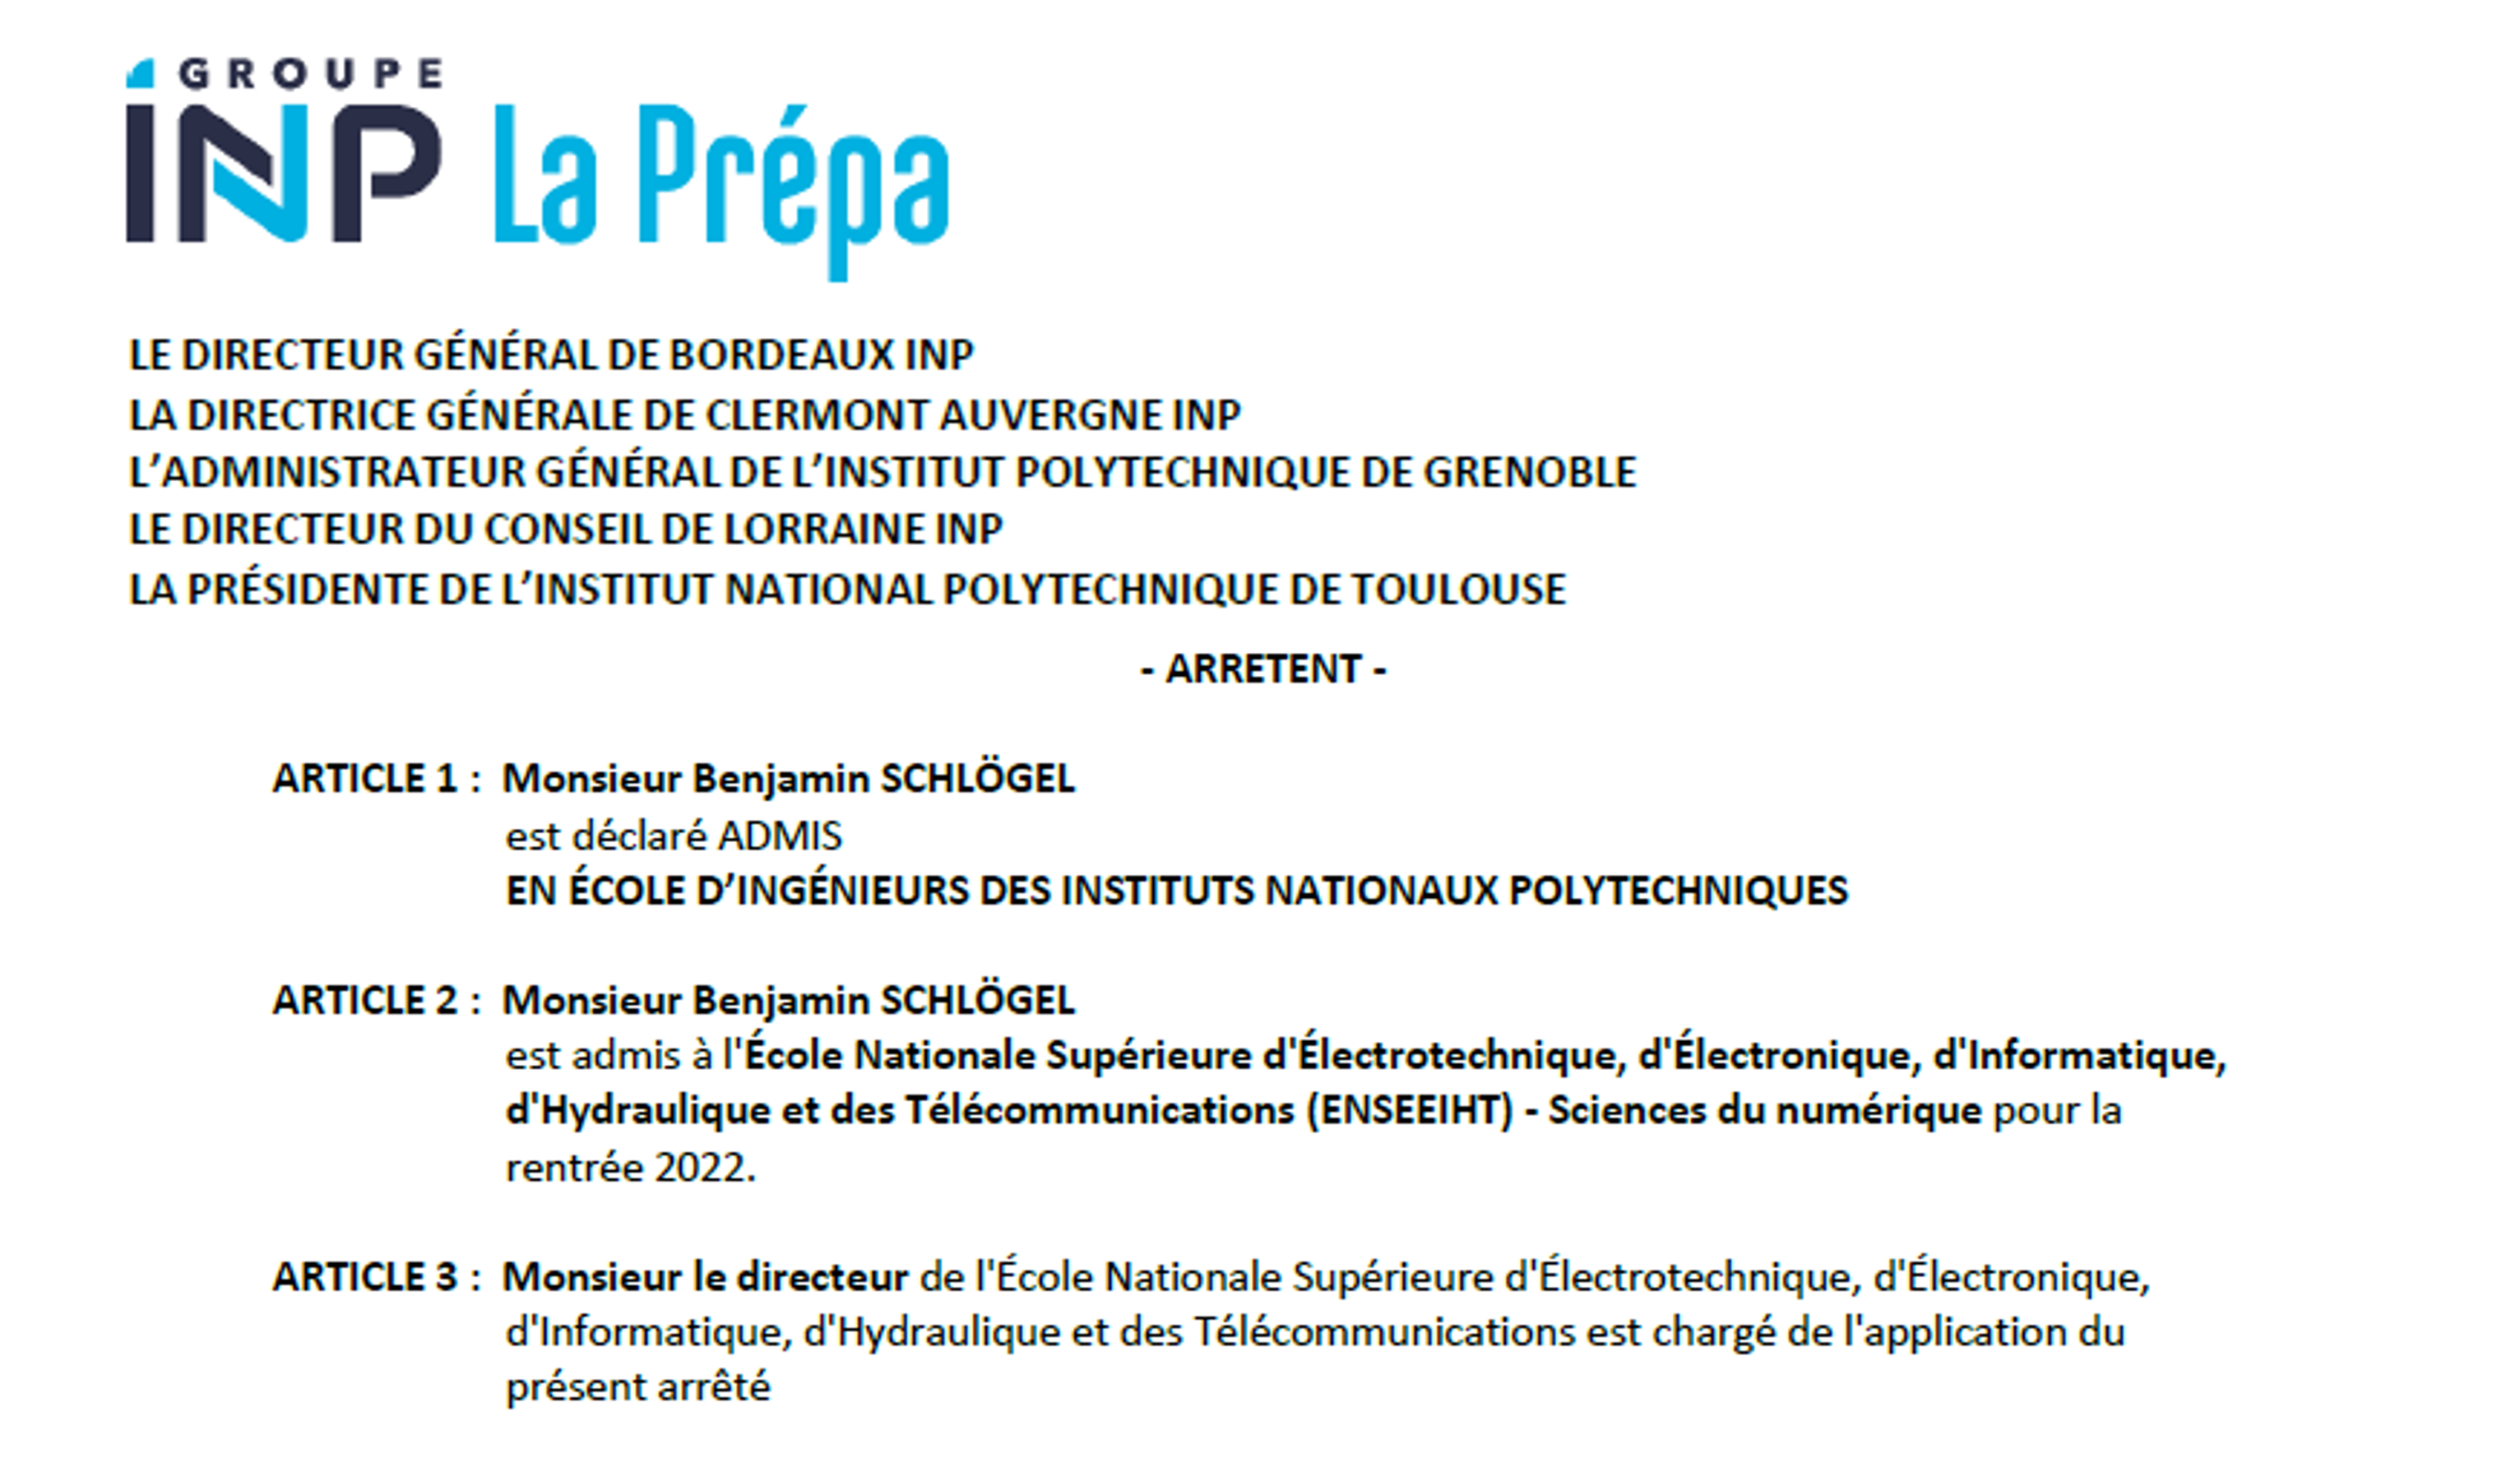 GROUPE
INP La Prépa
LE DIRECTEUR GÉNÉRAL DE BORDEAUX INP
LA DIRECTRICE GÉNÉRALE DE CLERMONT AUVERGNE INP
L’ADMINISTRATEUR GÉNÉRAL DE L’INSTITUT POLYTECHNIQUE DE GRENOBLE
LE DIRECTEUR DU CONSEIL DE LORRAINE INP
LA PRÉSIDENTE DE L’INSTITUT NATIONAL POLYTECHNIQUE DE TOULOUSE
- ARRETENT -
ARTICLE 1 : Monsieur Benjamin SCHLÖGEL
est déclaré ADMIS
EN ÉCOLE D’INGÉNIEURS DES INSTITUTS NATIONAUX POLYTECHNIQUES
ARTICLE 2 : Monsieur Benjamin SCHLÖGEL
est admis à l'École Nationale Supérieure d'Électrotechnique, d'Électronique, d'Informatique,
d'Hydraulique et des Télécommunications (ENSEEIHT) - Sciences du numérique pour la
rentrée 2022.
ARTICLE 3 : Monsieur le directeur de l'École Nationale Supérieure d'Électrotechnique, d'Électronique,
d'Informatique, d'Hydraulique et des Télécommunications est chargé de l'application du
présent arrêté